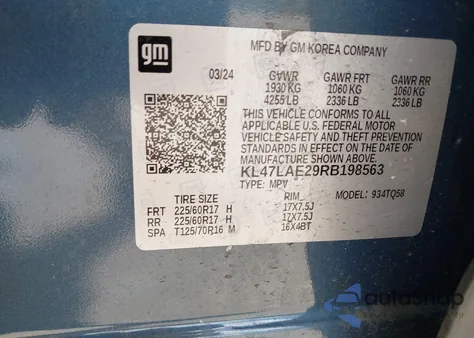 gm
MFD BY GM KOREA COMPANY
03/24 GVWR GAWR FRT GAWR RR
1930 KG 1060 KG 1060 KG
4255 LB 2336 LB 2336 LB
THIS VEHICLE CONFORMS TO ALL
APPLICABLE U.S. FEDERAL MOTOR
VEHICLE SAFETY AND THEFT PREVENTION
STANDARDS IN EFFECT ON THE DATE OF
MANUFACTURE SHOWN ABOVE.
KL47LAE29RB198563
TYPE: MPV MODEL: 934TQ58
TIRE SIZE RIM
FRT 225/60R17 H 17X7.5J
RR 225/60R17 H 17X7.5J
SPA T125/70R16 M 16X4BT
AutoSnap